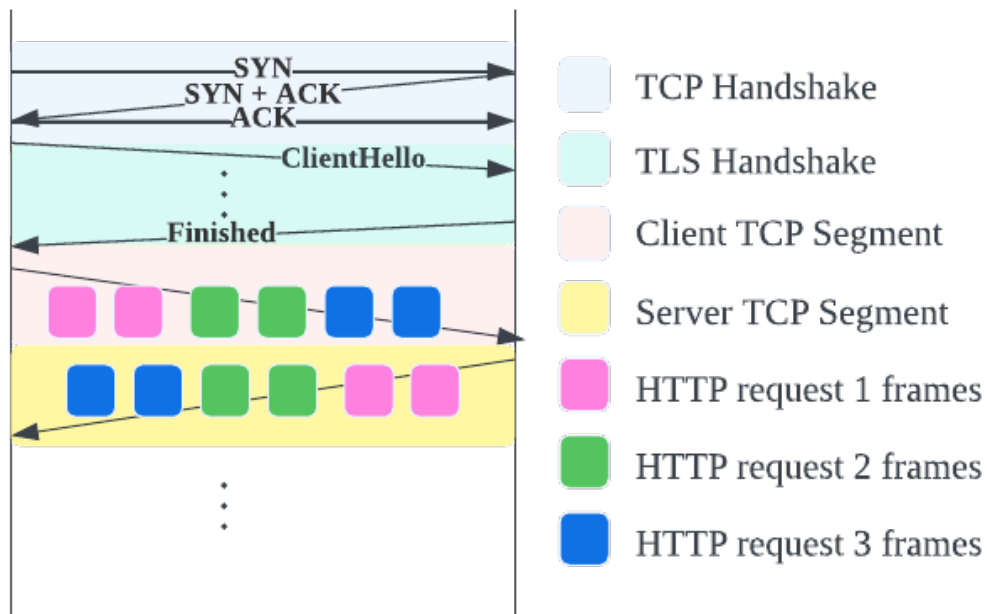 SYN
SYN + ACK
ACK
ClientHello
Finished
TCP Handshake
TLS Handshake
Client TCP Segment
Server TCP Segment
HTTP request 1 frames
HTTP request 2 frames
HTTP request 3 frames